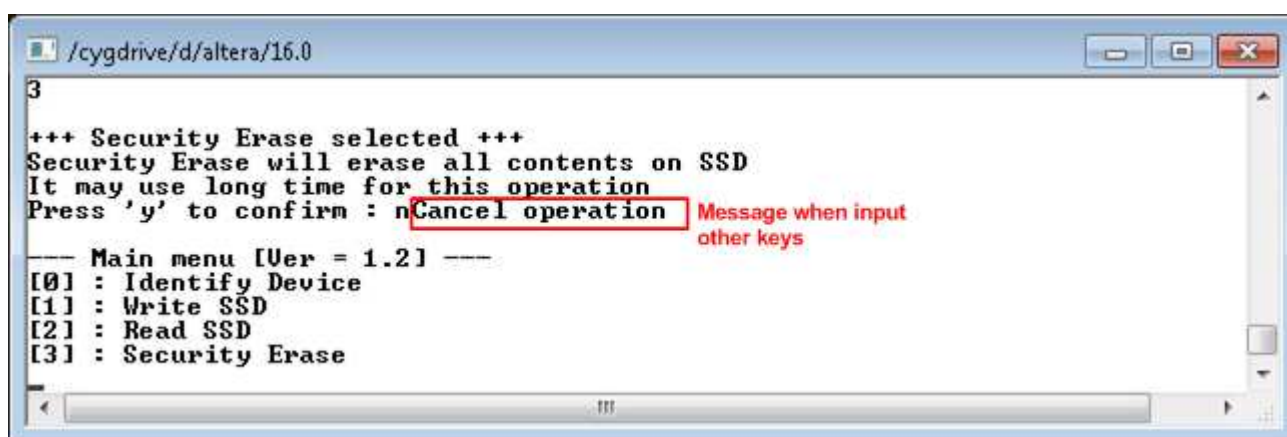 /cygdrive/d/altera/16.0
3
+++ Security Erase selected +++
Security Erase will erase all contents on SSD
It may use long time for this operation
Press 'y' to confirm : nCancel operation
Message when input
other keys
--- Main menu [Ver = 1.2] ---
[0] : Identify Device
[1] : Write SSD
[2] : Read SSD
[3] : Security Erase